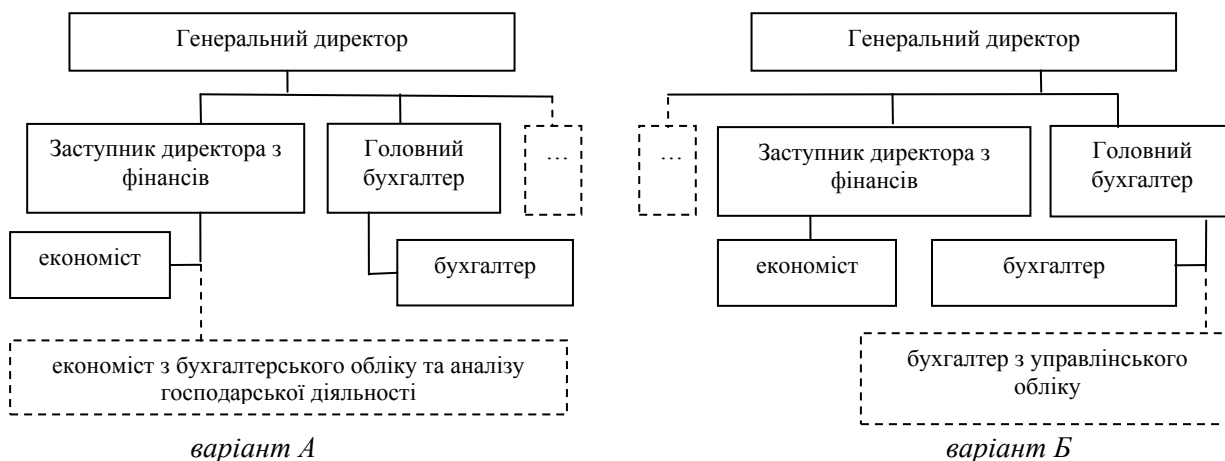 Генеральний директор
Заступник директора з
фінансів
Головний
бухгалтер
…
економіст
бухгалтер
економіст з бухгалтерського обліку та аналізу
господарської діяльності
варіант А
Генеральний директор
…
Заступник директора з
фінансів
Головний
бухгалтер
економіст
бухгалтер
бухгалтер з управлінського
обліку
варіант Б